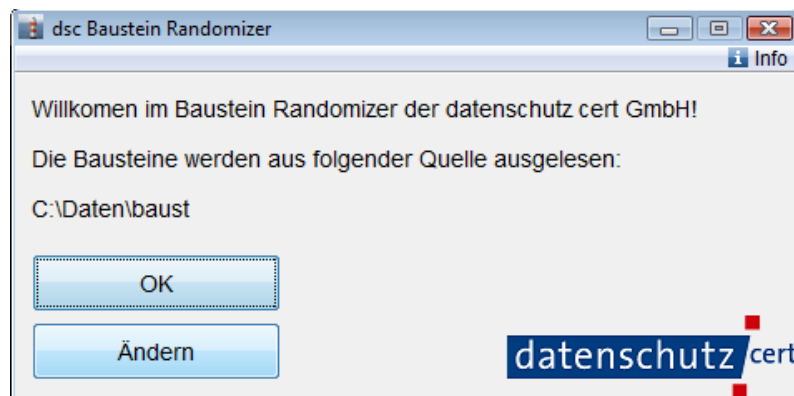 dsc Baustein Randomizer
Info
Willkomen im Baustein Randomizer der datenschutz cert GmbH!
Die Bausteine werden aus folgender Quelle ausgelesen:
C:\Daten\baust
OK
Ändern
datenschutz cert